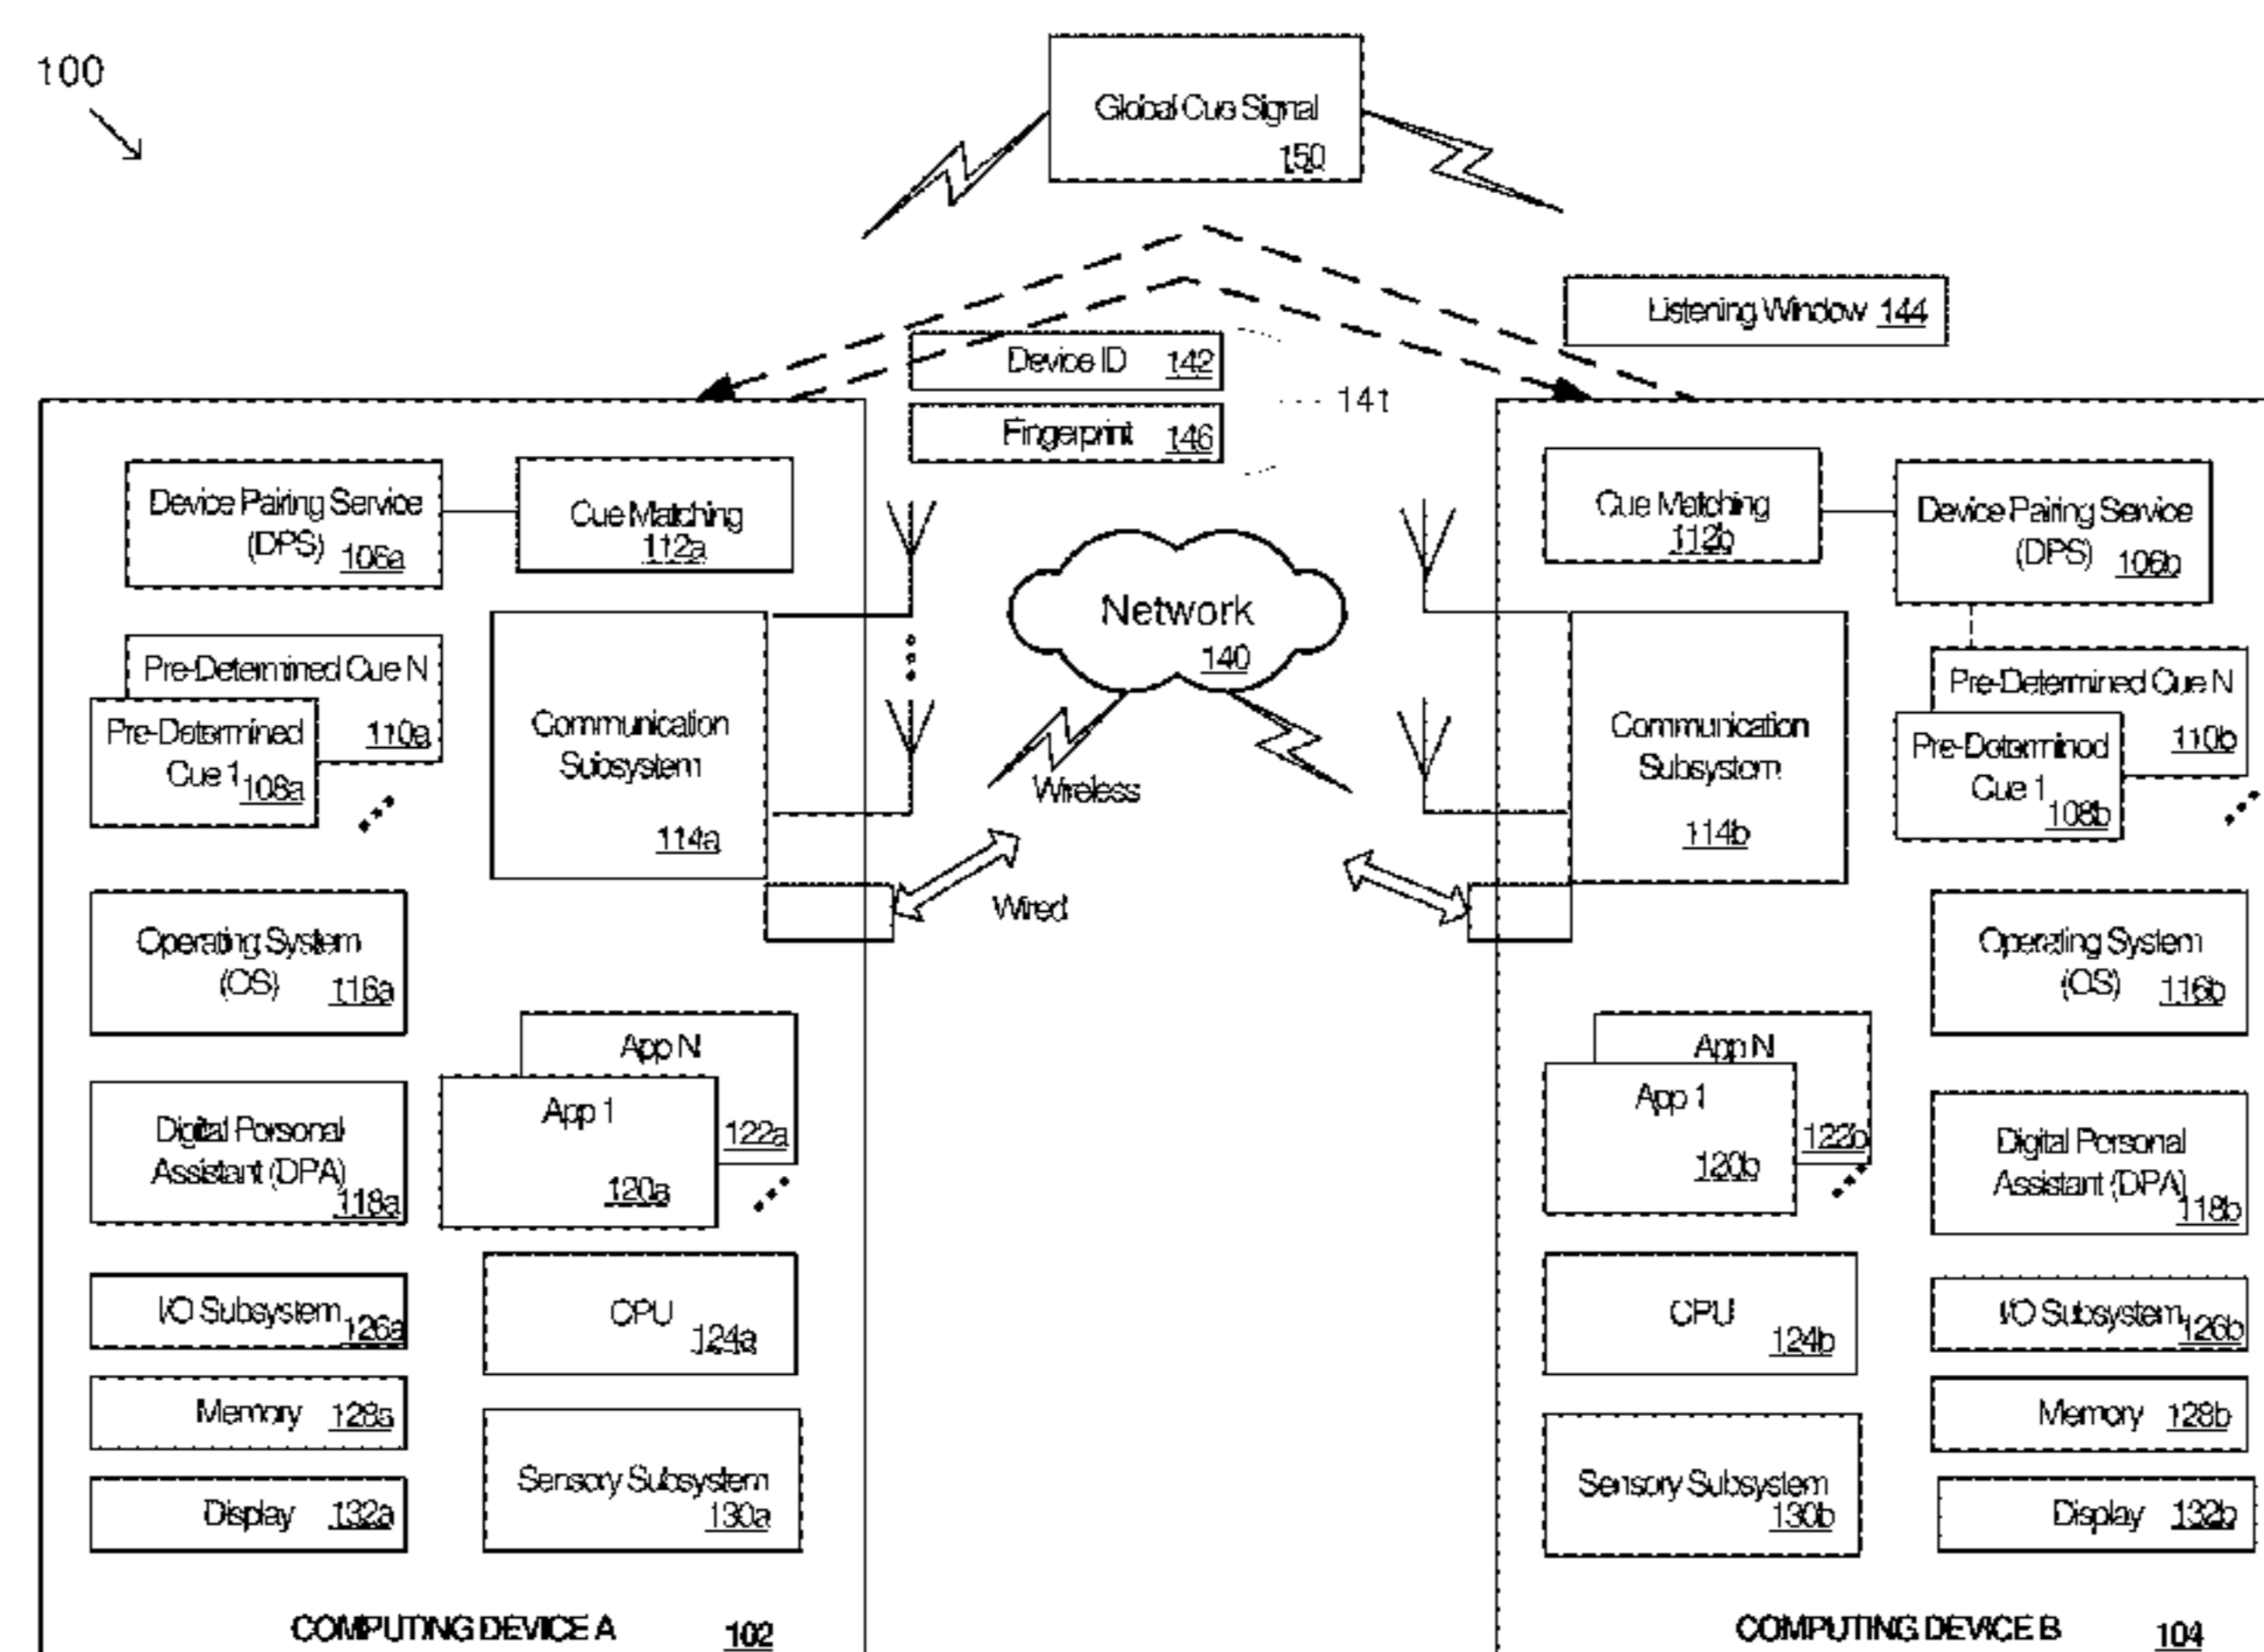 100
Global Cue Signal
150
Listening Window 144
Device ID 142
141
Fingerprint 146
Device Pairing Service
(DPS) 106a
Cue Matching
112a
Pre-Determined Cue N
110a
Pre-Determined
Cue 1
108a
Communication
Subsystem
114a
Operating System
(OS) 116a
App N
122a
App 1
120a
Digital Personal
Assistant (DPA)
118a
I/O Subsystem
126a
CPU
124a
Memory 128a
Sensory Subsystem
130a
Display 132a
COMPUTING DEVICE A 102
Network
140
Wireless
Wired
Cue Matching
112b
Device Pairing Service
(DPS) 106b
Pre-Determined Cue N
110b
Pre-Determined
Cue 1
108b
Communication
Subsystem
114b
Operating System
(OS) 116b
App N
122b
App 1
120b
Digital Personal
Assistant (DPA)
118b
CPU
124b
I/O Subsystem
126b
Memory 128b
Sensory Subsystem
130b
Display 132b
COMPUTING DEVICE B 104